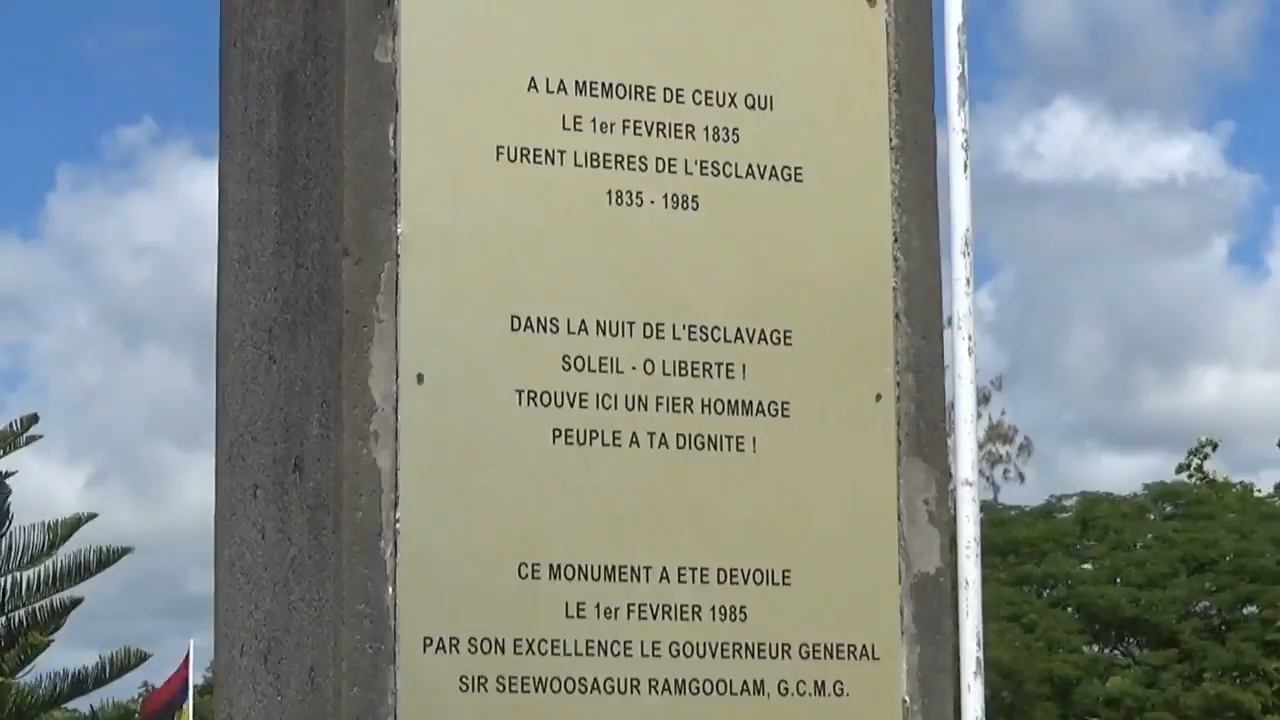 A LA MEMOIRE DE CEUX QUI
LE 1er FEVRIER 1835
FURENT LIBERES DE L'ESCLAVAGE
1835 - 1985
DANS LA NUIT DE L'ESCLAVAGE
SOLEIL - O LIBERTE !
TROUVE ICI UN FIER HOMMAGE
PEUPLE A TA DIGNITE !
CE MONUMENT A ETE DEVOILE
LE 1er FEVRIER 1985
PAR SON EXCELLENCE LE GOUVERNEUR GENERAL
SIR SEEWOOSAGUR RAMGOOLAM, G.C.M.G.